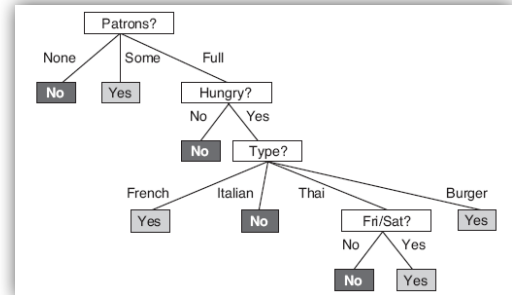 Patrons?
None Some Full
No Yes Hungry?
No Yes
No Type?
French Italian Thai Burger
Yes No Fri/Sat? Yes
No Yes
No Yes